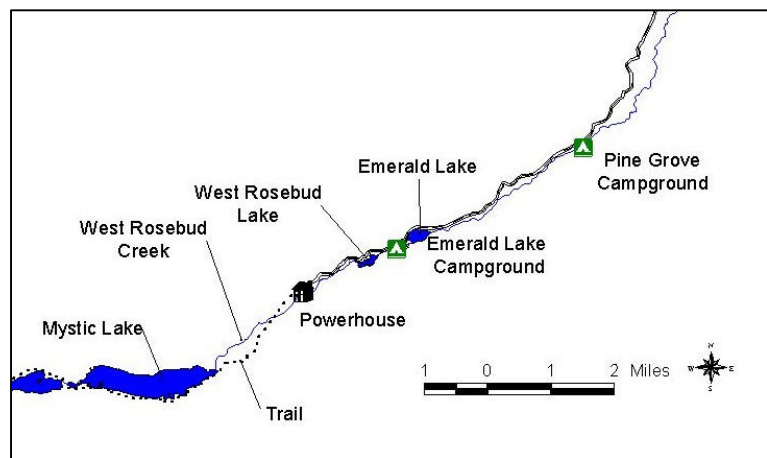 Emerald Lake
Pine Grove
Campground
West Rosebud
Lake
West Rosebud
Creek
Emerald Lake
Campground
Powerhouse
Mystic Lake
Trail
1 0 1 2 Miles
N
W E
S